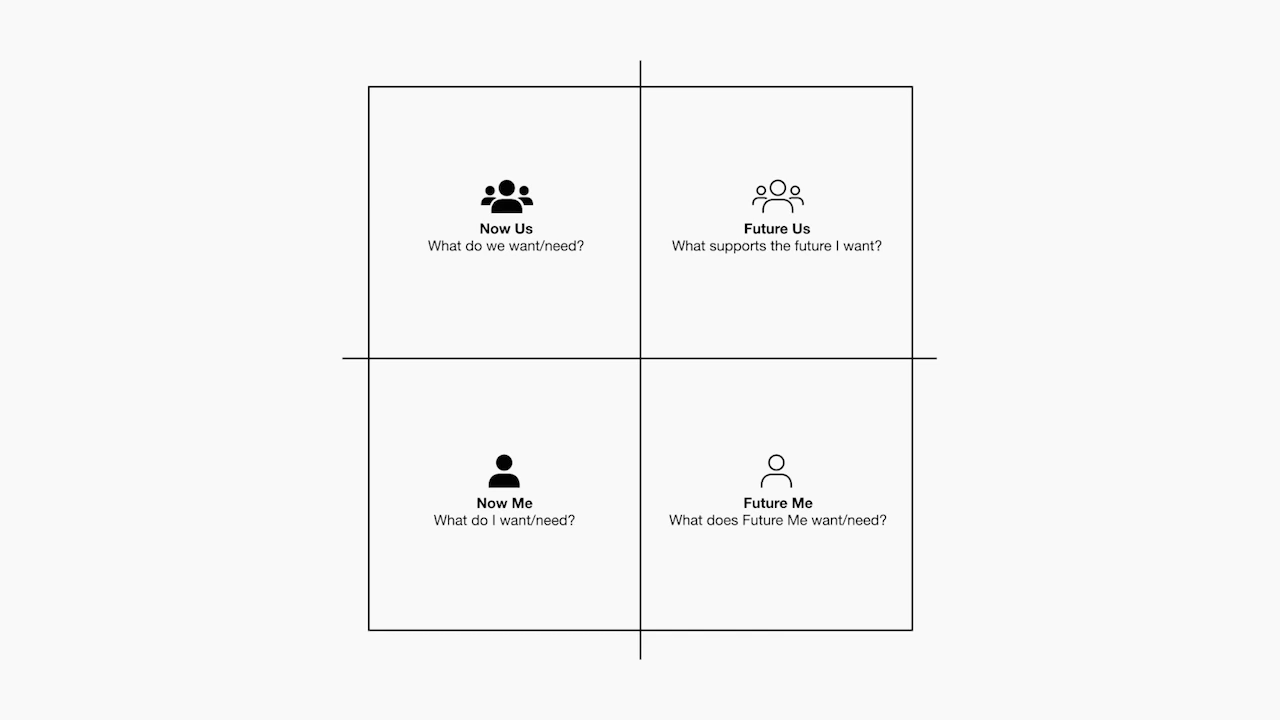 Now Us
What do we want/need?
Future Us
What supports the future I want?
Now Me
What do I want/need?
Future Me
What does Future Me want/need?